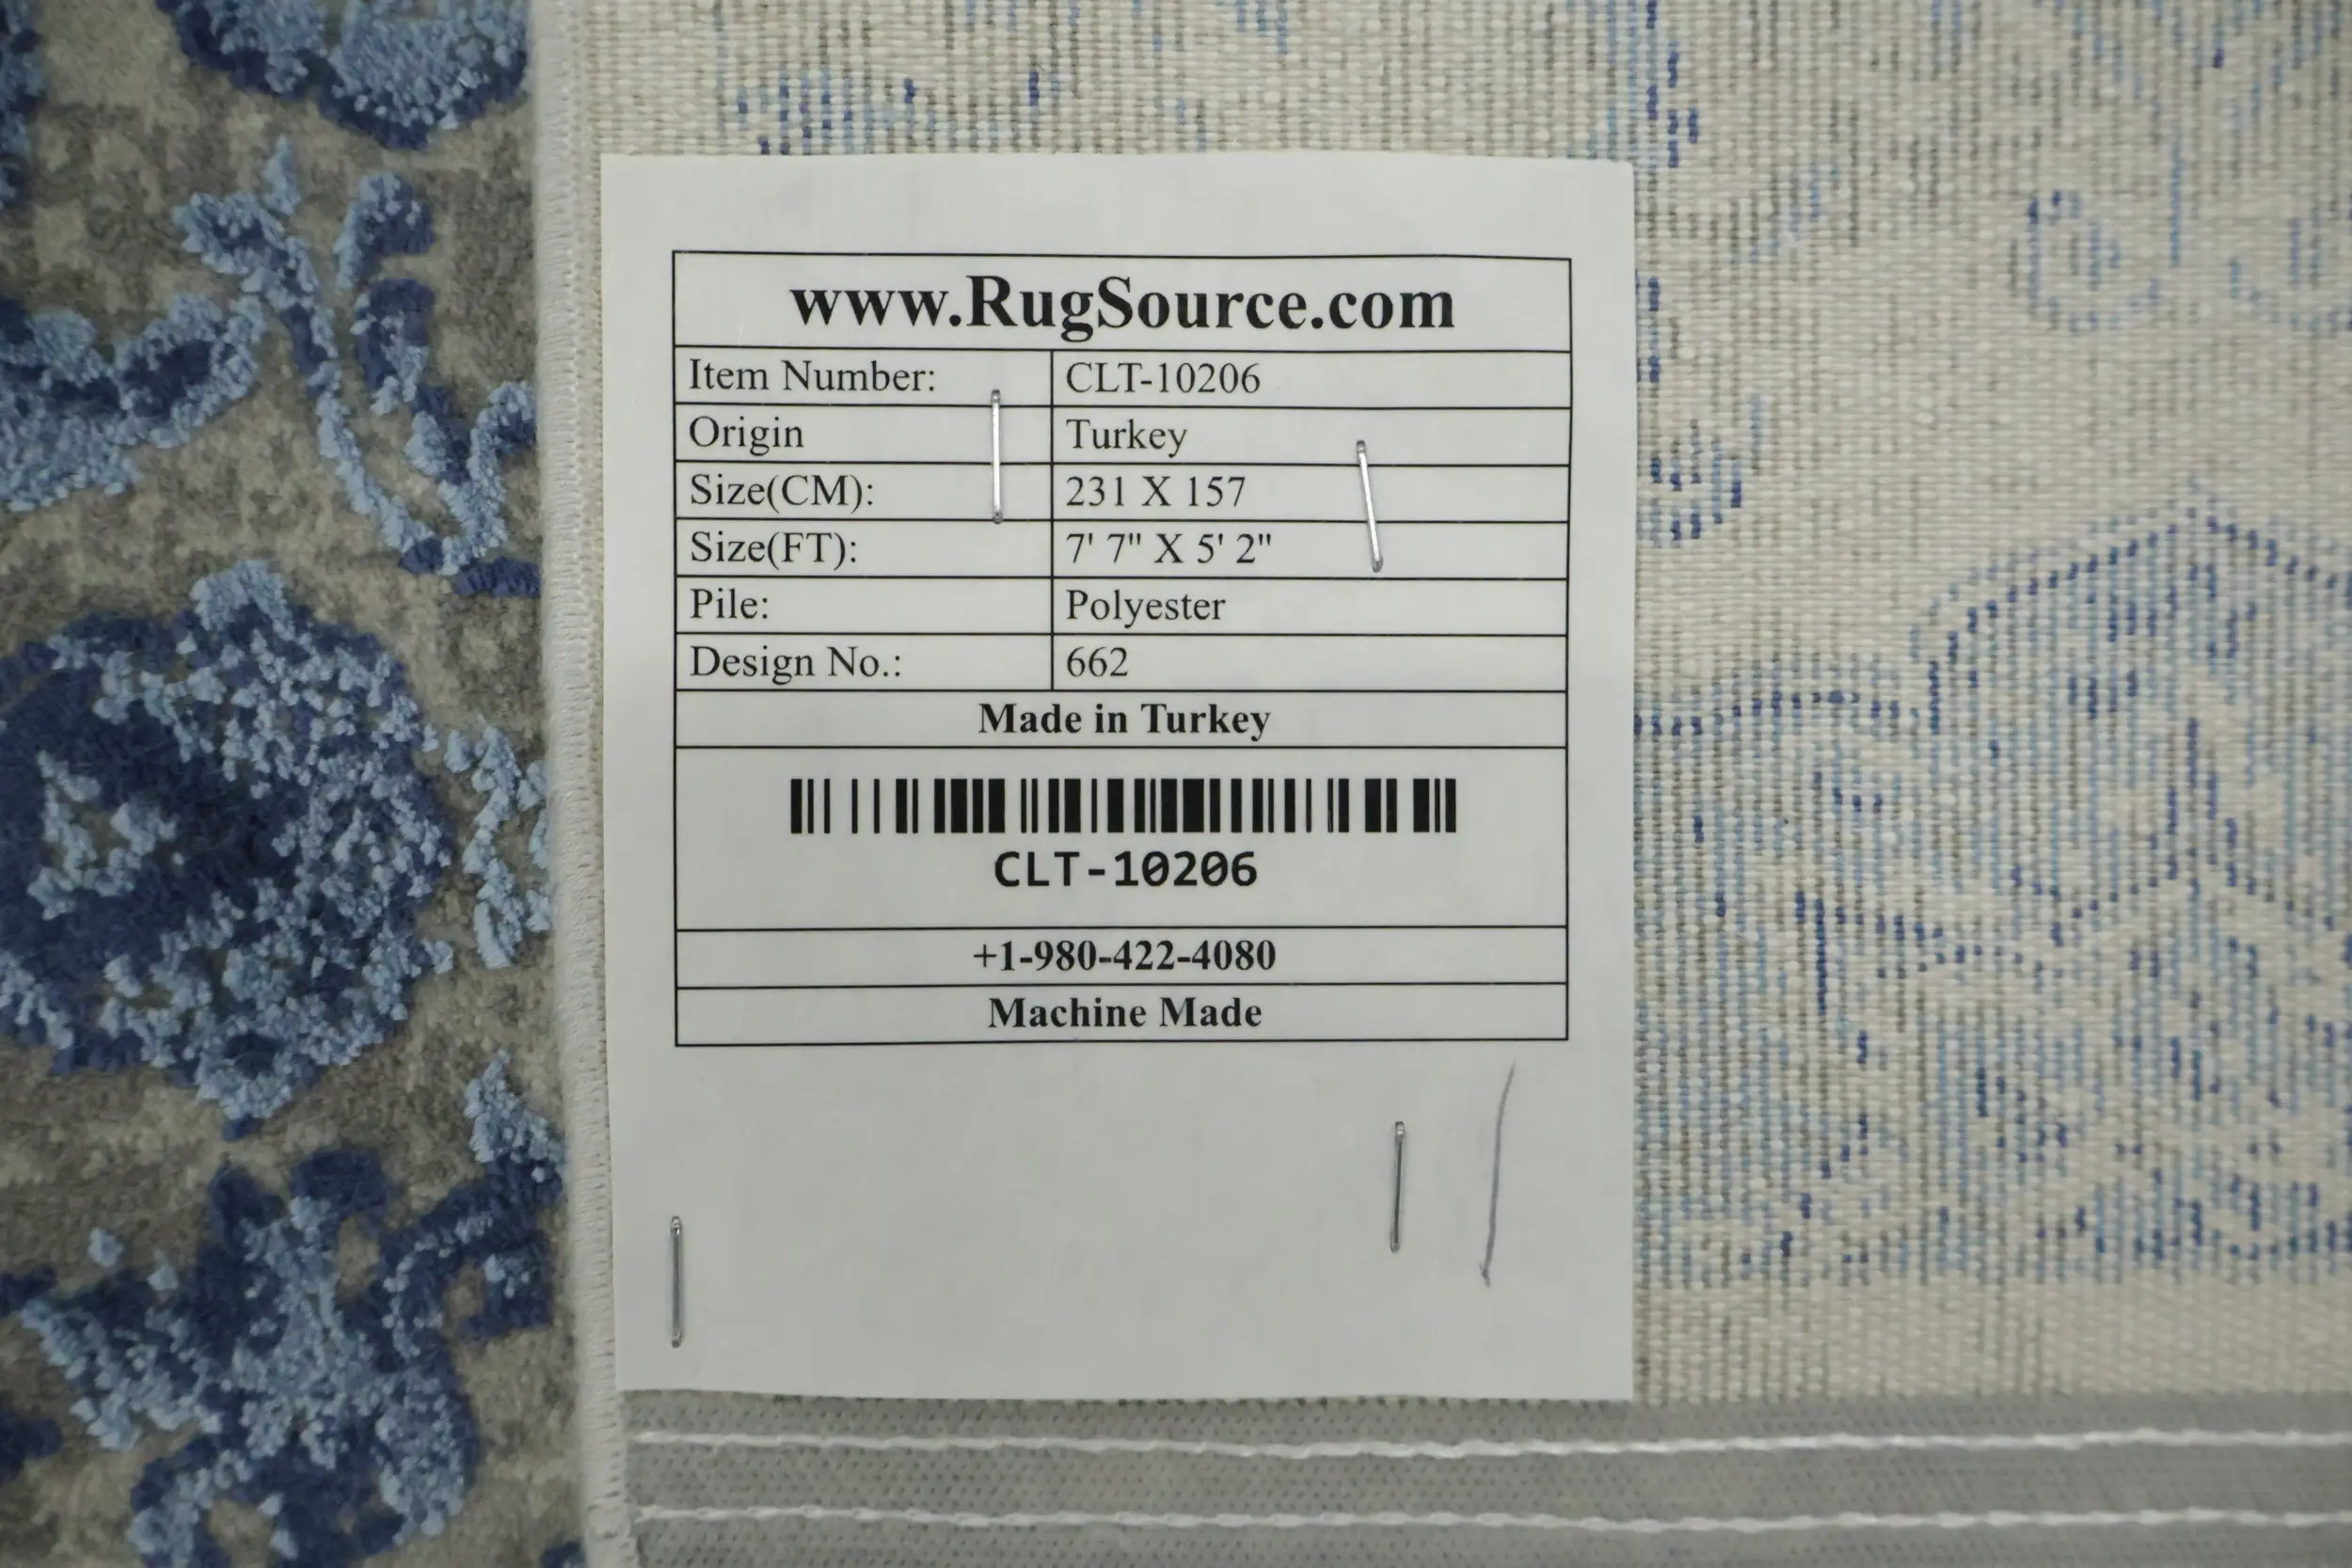 www.RugSource.com
Item Number: CLT-10206
Origin Turkey
Size(CM): 231 X 157
Size(FT): 7' 7" X 5' 2"
Pile: Polyester
Design No.: 662
Made in Turkey
CLT-10206
+1-980-422-4080
Machine Made